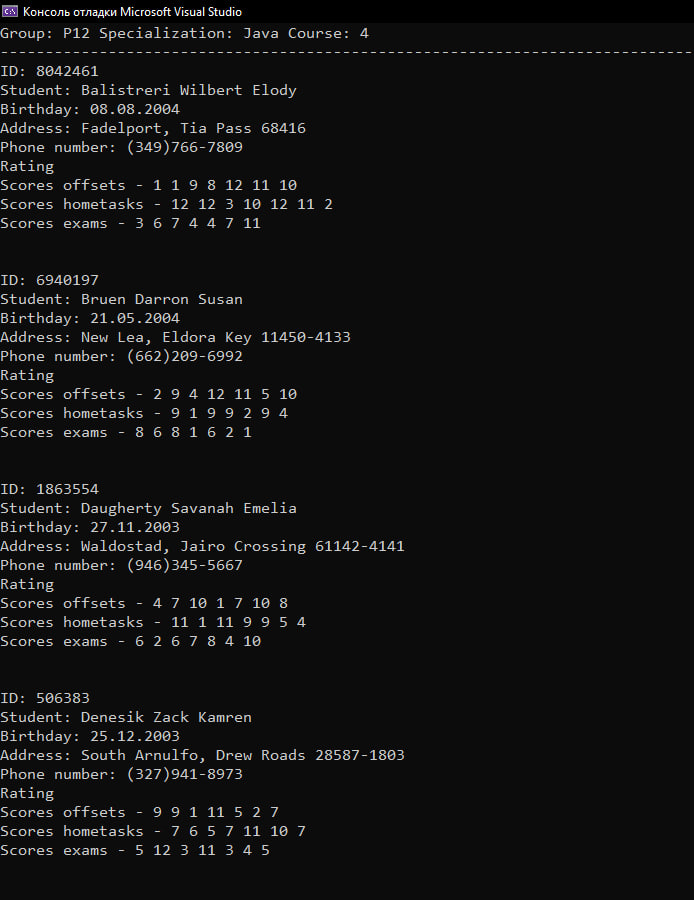 Консоль отладки Microsoft Visual Studio
Group: P12 Specialization: Java Course: 4
-----------------------------------------------------------------------------
ID: 8042461
Student: Balistreri Wilbert Elody
Birthday: 08.08.2004
Address: Fadelport, Tia Pass 68416
Phone number: (349)766-7809
Rating
Scores offsets - 1 1 9 8 12 11 10
Scores hometasks - 12 12 3 10 12 11 2
Scores exams - 3 6 7 4 4 7 11
ID: 6940197
Student: Bruen Darron Susan
Birthday: 21.05.2004
Address: New Lea, Eldora Key 11450-4133
Phone number: (662)209-6992
Rating
Scores offsets - 2 9 4 12 11 5 10
Scores hometasks - 9 1 9 9 2 9 4
Scores exams - 8 6 8 1 6 2 1
ID: 1863554
Student: Daugherty Savanah Emelia
Birthday: 27.11.2003
Address: Waldostad, Jairo Crossing 61142-4141
Phone number: (946)345-5667
Rating
Scores offsets - 4 7 10 1 7 10 8
Scores hometasks - 11 1 11 9 9 5 4
Scores exams - 6 2 6 7 8 4 10
ID: 506383
Student: Denesik Zack Kamren
Birthday: 25.12.2003
Address: South Arnulfo, Drew Roads 28587-1803
Phone number: (327)941-8973
Rating
Scores offsets - 9 9 1 11 5 2 7
Scores hometasks - 7 6 5 7 11 10 7
Scores exams - 5 12 3 11 3 4 5